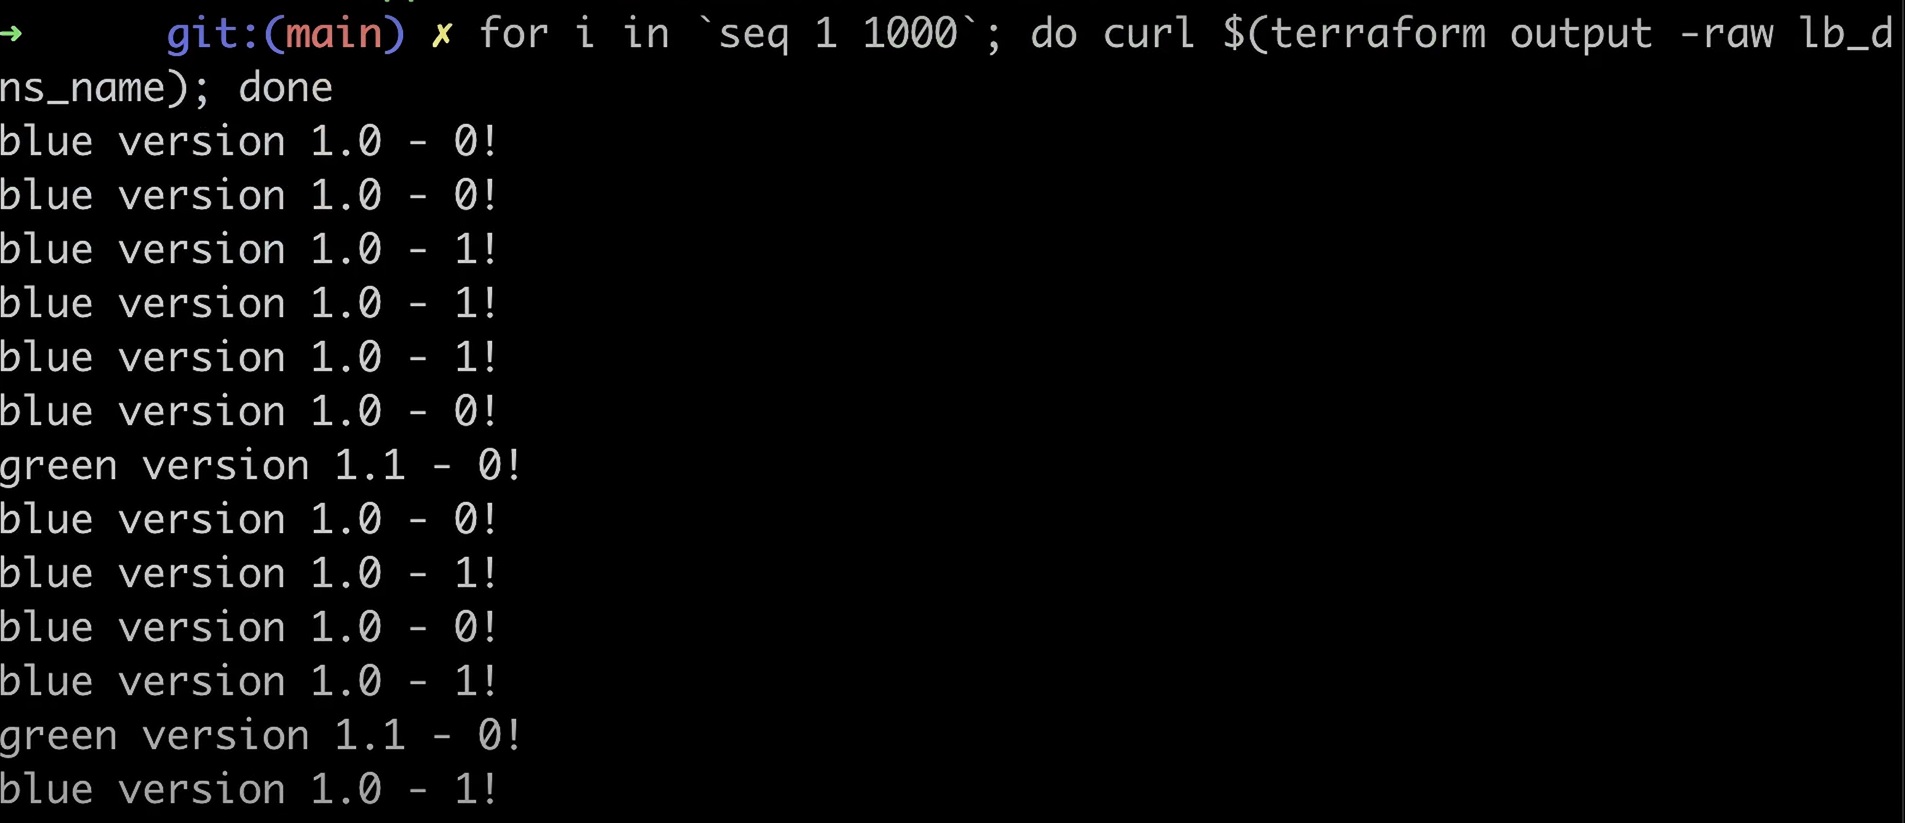 ➜ git:(main) ✗ for i in `seq 1 1000`; do curl $(terraform output -raw lb_d
ns_name); done
blue version 1.0 - 0!
blue version 1.0 - 0!
blue version 1.0 - 1!
blue version 1.0 - 1!
blue version 1.0 - 1!
blue version 1.0 - 0!
green version 1.1 - 0!
blue version 1.0 - 0!
blue version 1.0 - 1!
blue version 1.0 - 0!
blue version 1.0 - 1!
green version 1.1 - 0!
blue version 1.0 - 1!